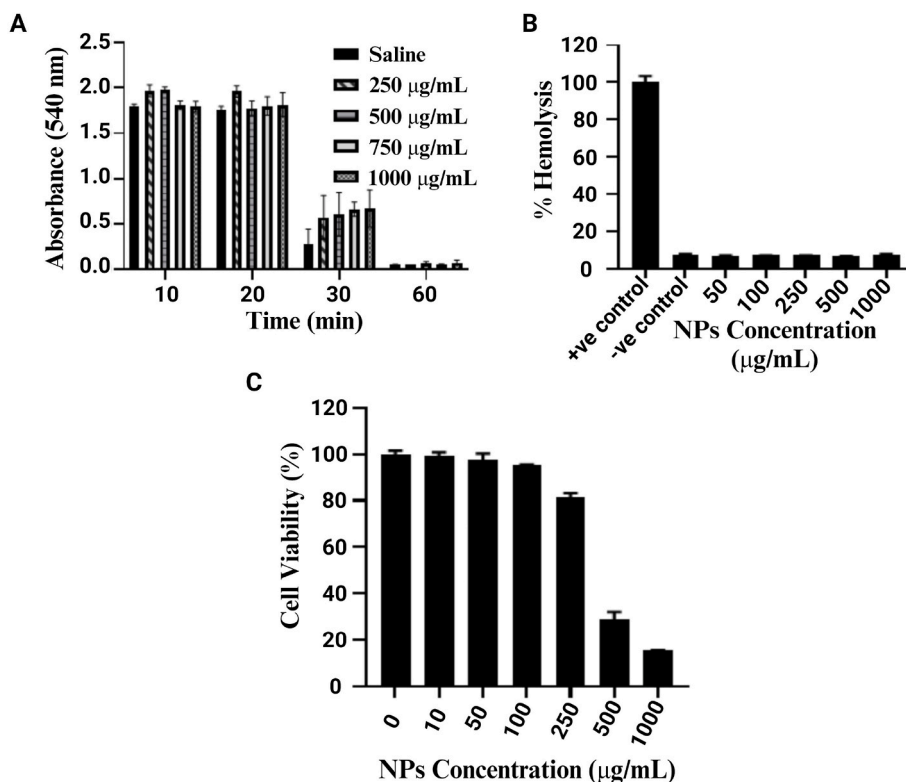 A
Absorbance (540 nm)
2.5
2.0
1.5
1.0
0.5
0.0
Saline
250 μg/mL
500 μg/mL
750 μg/mL
1000 μg/mL
10 20 30 60
Time (min)
B
% Hemolysis
120
100
80
60
40
20
0
+ve control -ve control 50 100 250 500 1000
NPs Concentration
(μg/mL)
C
Cell Viability (%)
120
100
80
60
40
20
0
0 10 50 100 250 500 1000
NPs Concentration (μg/mL)